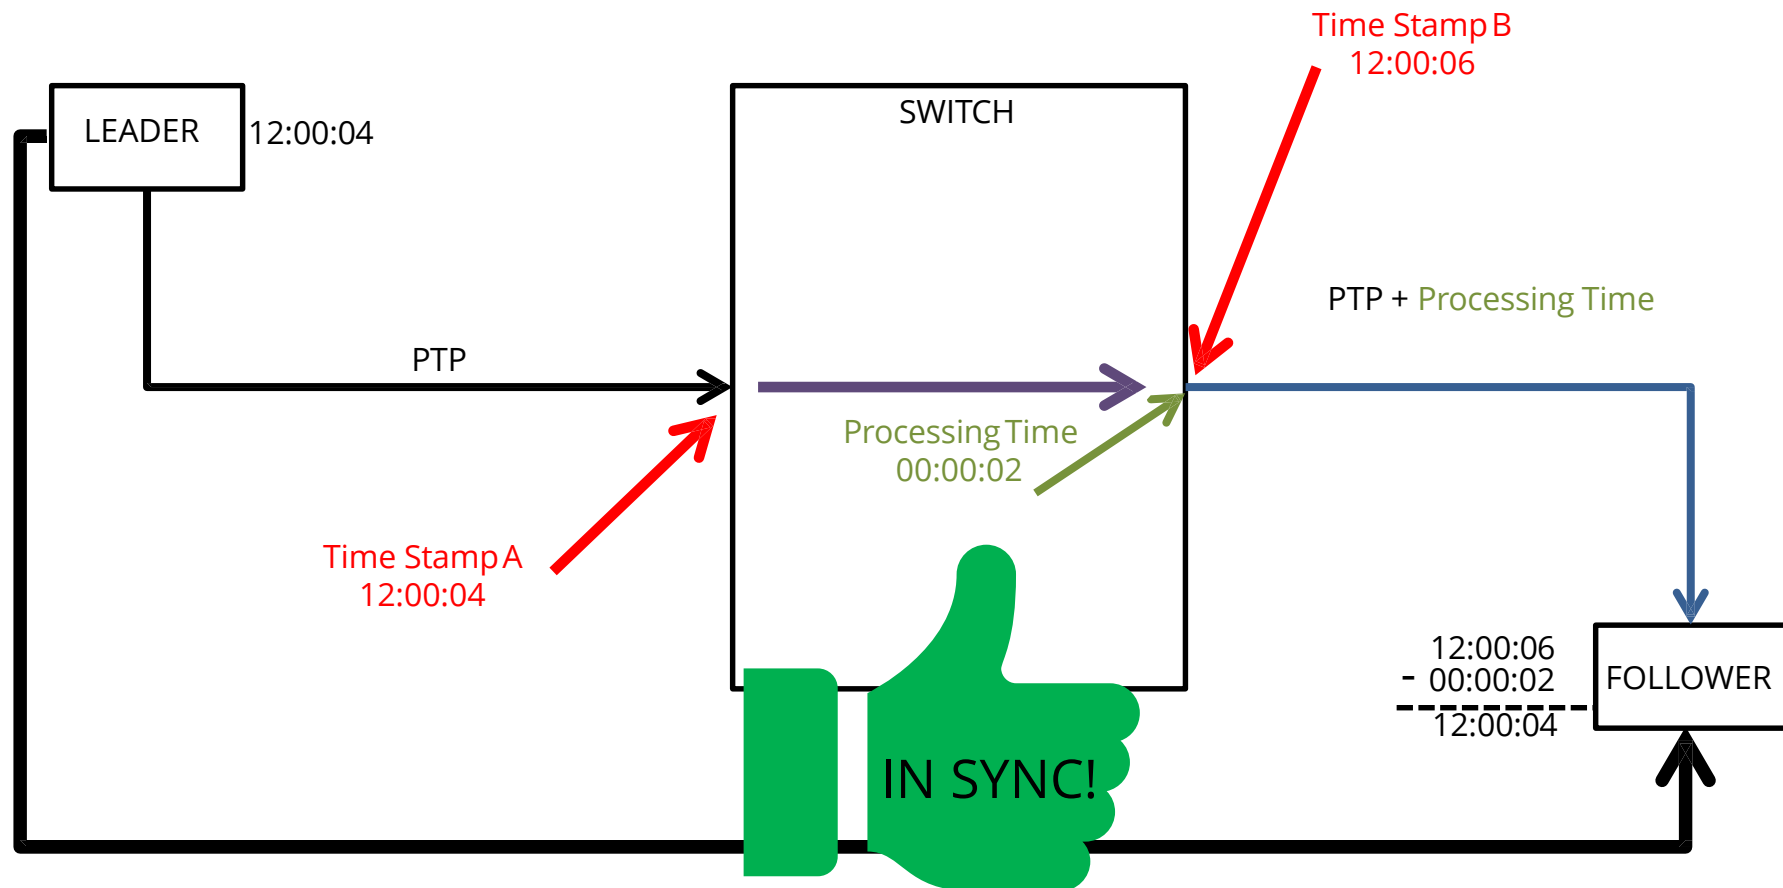 Time Stamp B
12:00:06
LEADER
12:00:04
SWITCH
PTP + Processing Time
PTP
Processing Time
00:00:02
Time Stamp A
12:00:04
12:00:06
- 00:00:02
12:00:04
FOLLOWER
IN SYNC!